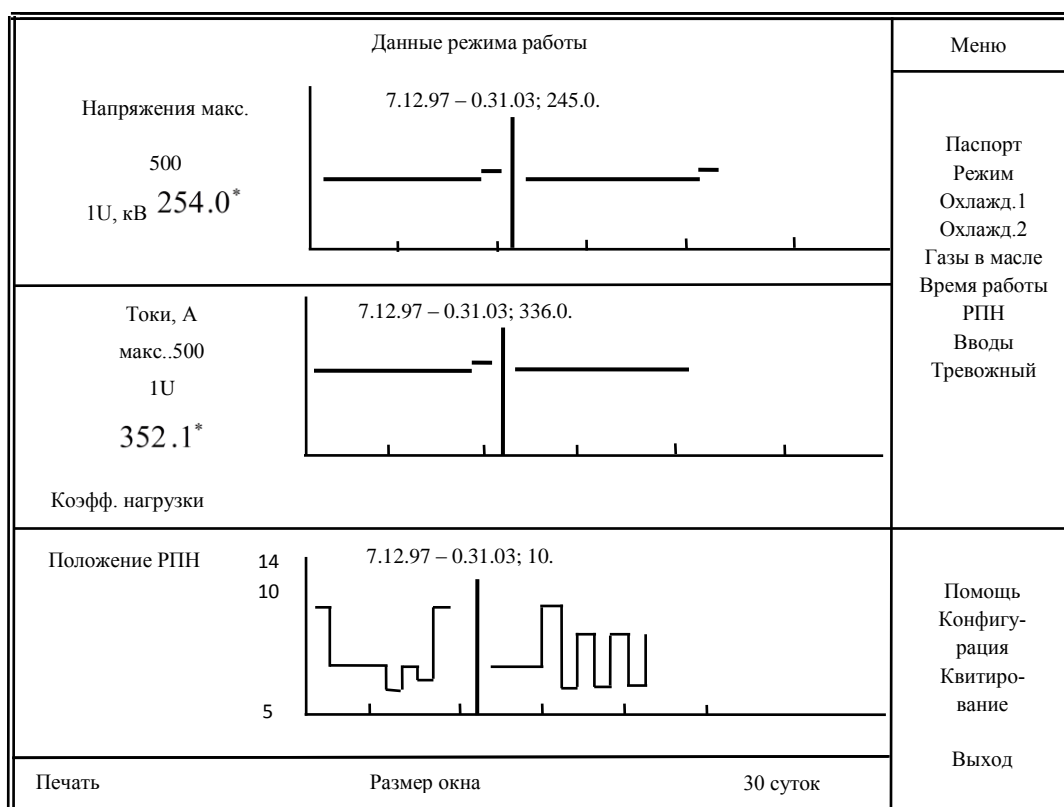 Данные режима работы
Меню
Напряжения макс.
500
1U, кВ 254.0*
7.12.97 – 0.31.03; 245.0.
Токи, А
макс..500
1U
352.1*
Коэфф. нагрузки
7.12.97 – 0.31.03; 336.0.
Положение РПН
14
10
5
7.12.97 – 0.31.03; 10.
Паспорт
Режим
Охлажд.1
Охлажд.2
Газы в масле
Время работы
РПН
Вводы
Тревожный
Помощь
Конфигу-
рация
Квитиро-
вание
Выход
Печать
Размер окна
30 суток